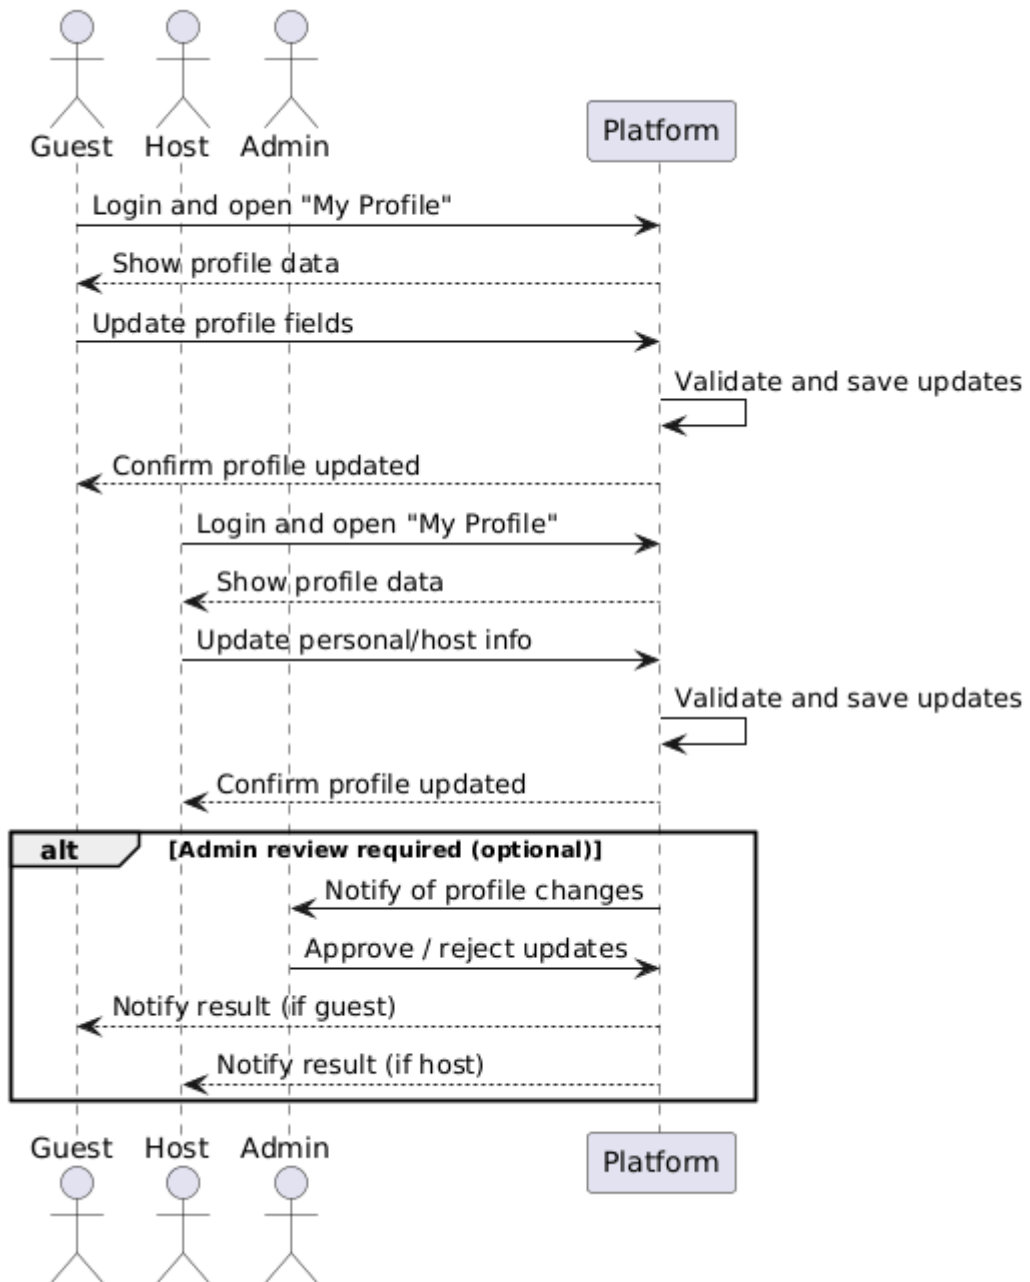 Guest Host Admin
Platform
Login and open "My Profile"
Show profile data
Update profile fields
Validate and save updates
Confirm profile updated
Login and open "My Profile"
Show profile data
Update personal/host info
Validate and save updates
Confirm profile updated
alt [Admin review required (optional)]
Notify of profile changes
Approve / reject updates
Notify result (if guest)
Notify result (if host)
Guest Host Admin
Platform